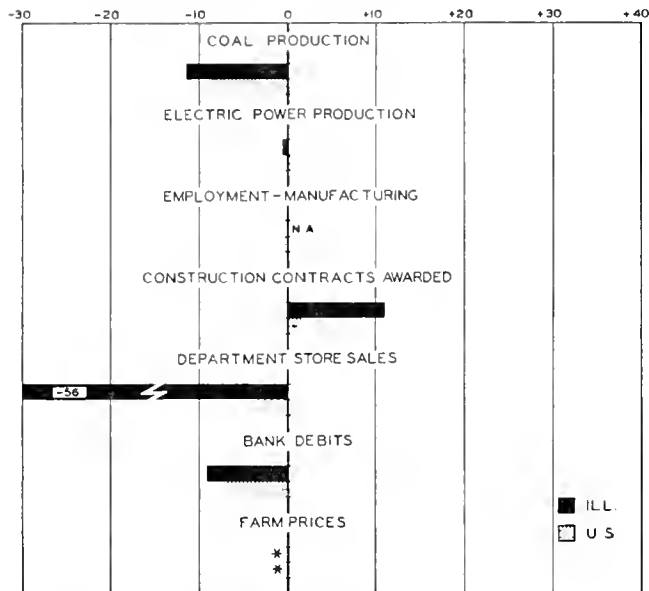 -30 -20 -10 0 +10 +20 +30 +40
COAL PRODUCTION
ELECTRIC POWER PRODUCTION
EMPLOYMENT-MANUFACTURING
NA
CONSTRUCTION CONTRACTS AWARDED
DEPARTMENT STORE SALES
-56
BANK DEBITS
FARM PRICES
*
*
ILL.
U S